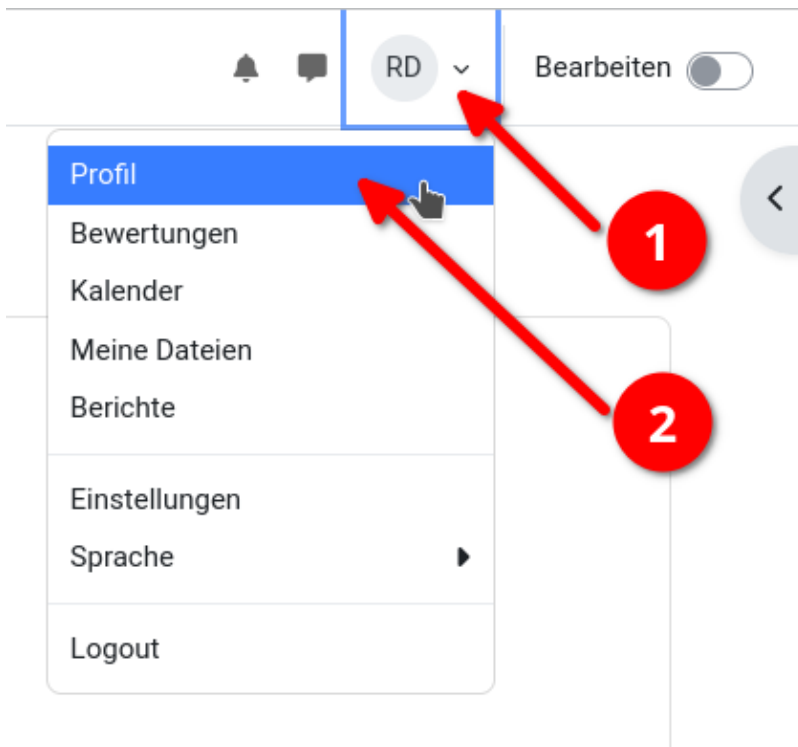 RD Bearbeiten
Profil
1
Bewertungen
Kalender
Meine Dateien
Berichte
2
Einstellungen
Sprache
Logout